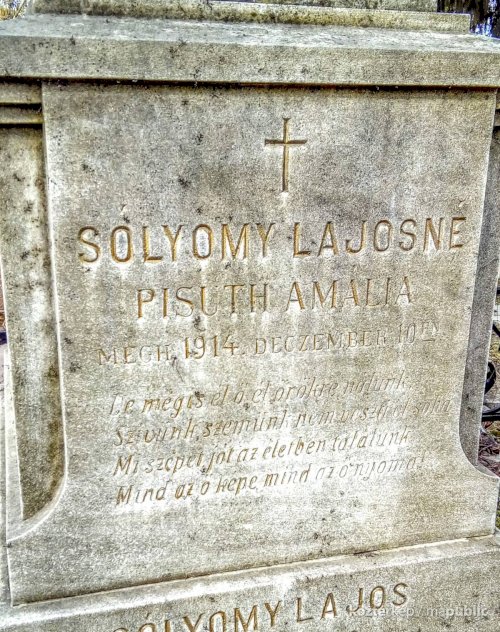 SÓLYOMY LAJOSNÉ
PISUTH AMÁLIA
MEGH. 1914. DECZEMBER 10ÉN
De mégis él ő, él örökre nálunk,
Szívünk, szemünk nem veszti el soha
Mi szépet, jót az életben találunk
Mind az ő képe, mind az ő nyoma!
SÓLYOMY LAJOS